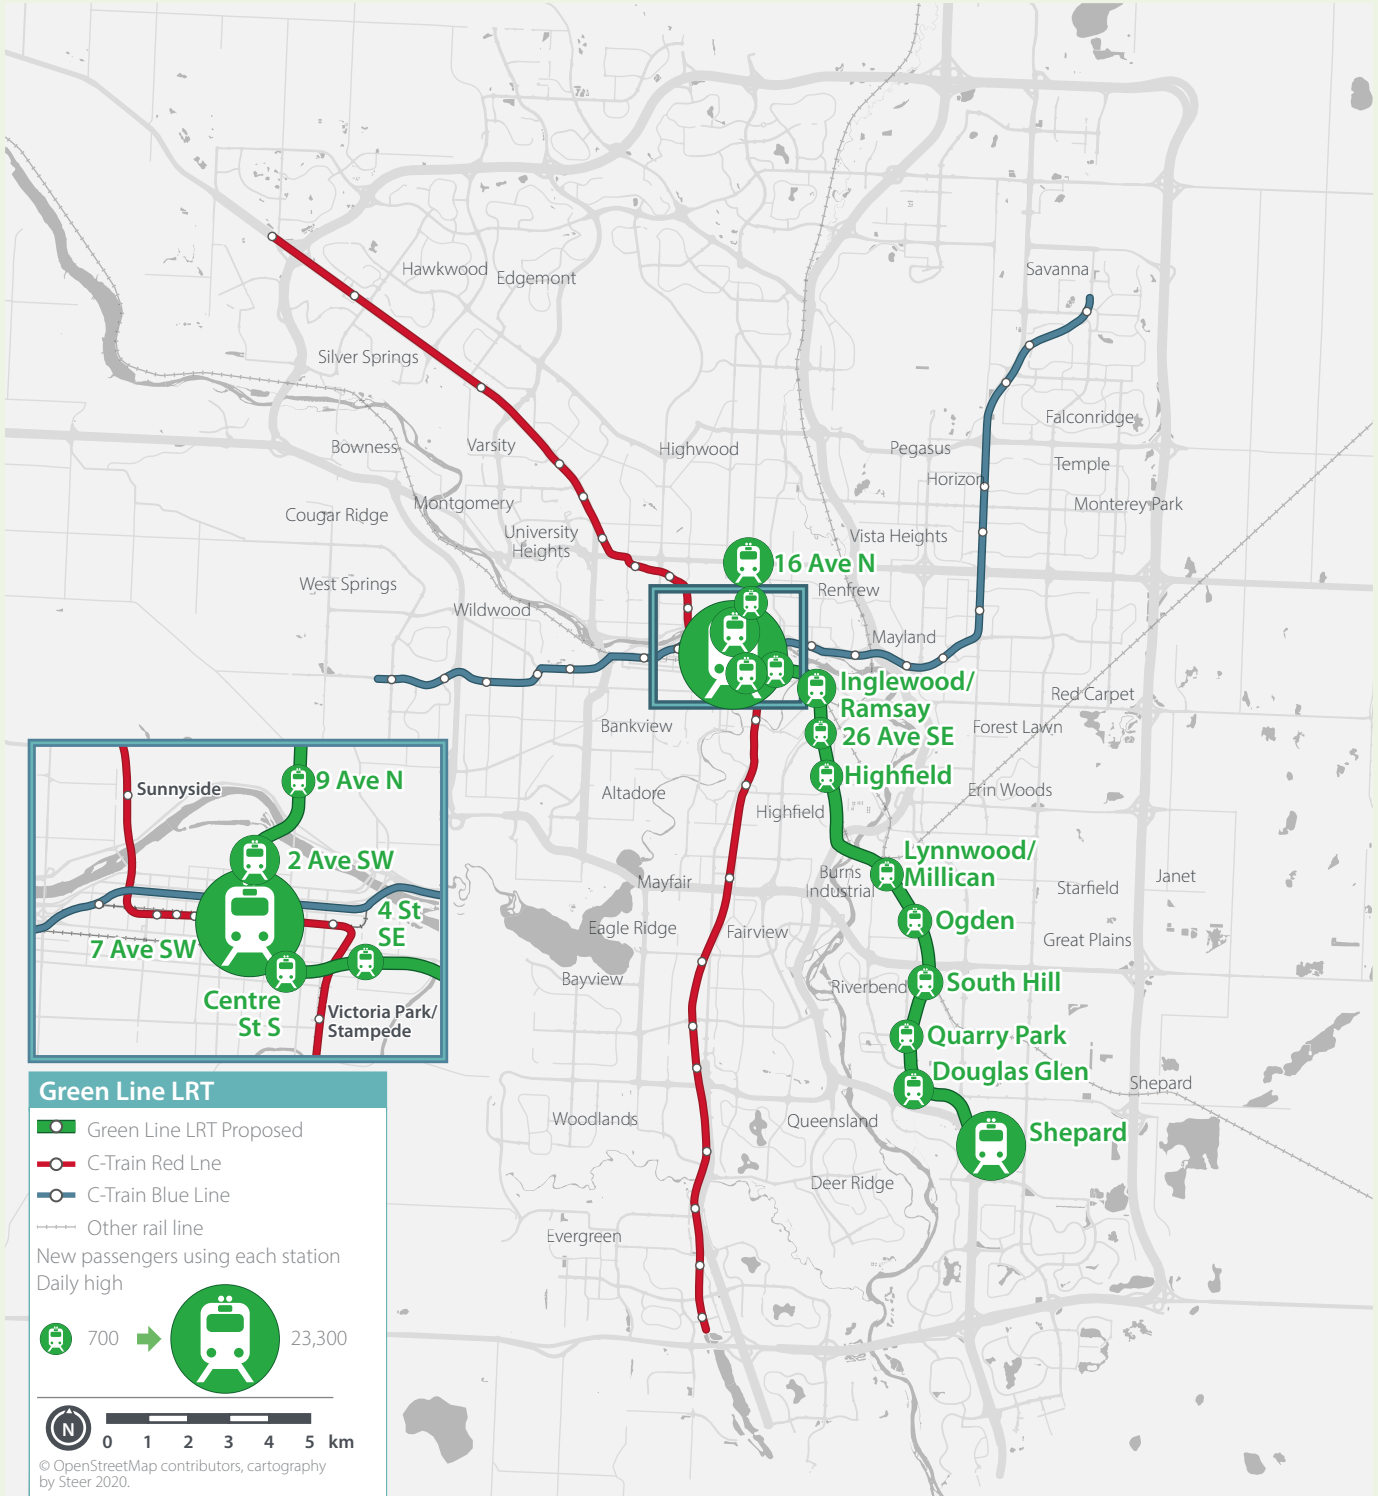 Savanna
Hawkwood
Edgemont
Silver Springs
Falconridge
Bowness
Varsity
Highwood
Pegasus
Temple
Horizon
Montgomery
Monterey Park
Cougar Ridge
University
Heights
Vista Heights
16 Ave N
West Springs
Renfrew
Wildwood
Mayland
Inglewood/
Ramsay
Red Carpet
Bankview
Forest Lawn
26 Ave SE
Highfield
Altadore
Erin Woods
Highfield
Lynnwood/
Millican
Burns
Industrial
Mayfair
Starfield
Janet
Ogden
Eagle Ridge
Fairview
Great Plains
Bayview
Riverbend
South Hill
Quarry Park
Douglas Glen
Shepard
Woodlands
Queensland
Shepard
Deer Ridge
Evergreen
Sunnyside
9 Ave N
2 Ave SW
4 St
SE
7 Ave SW
Centre
St S
Victoria Park/
Stampede
Green Line LRT
Green Line LRT Proposed
C-Train Red Lne
C-Train Blue Line
Other rail line
New passengers using each station
Daily high
700
23,300
N
0 1 2 3 4 5 km
© OpenStreetMap contributors, cartography
by Steer 2020.